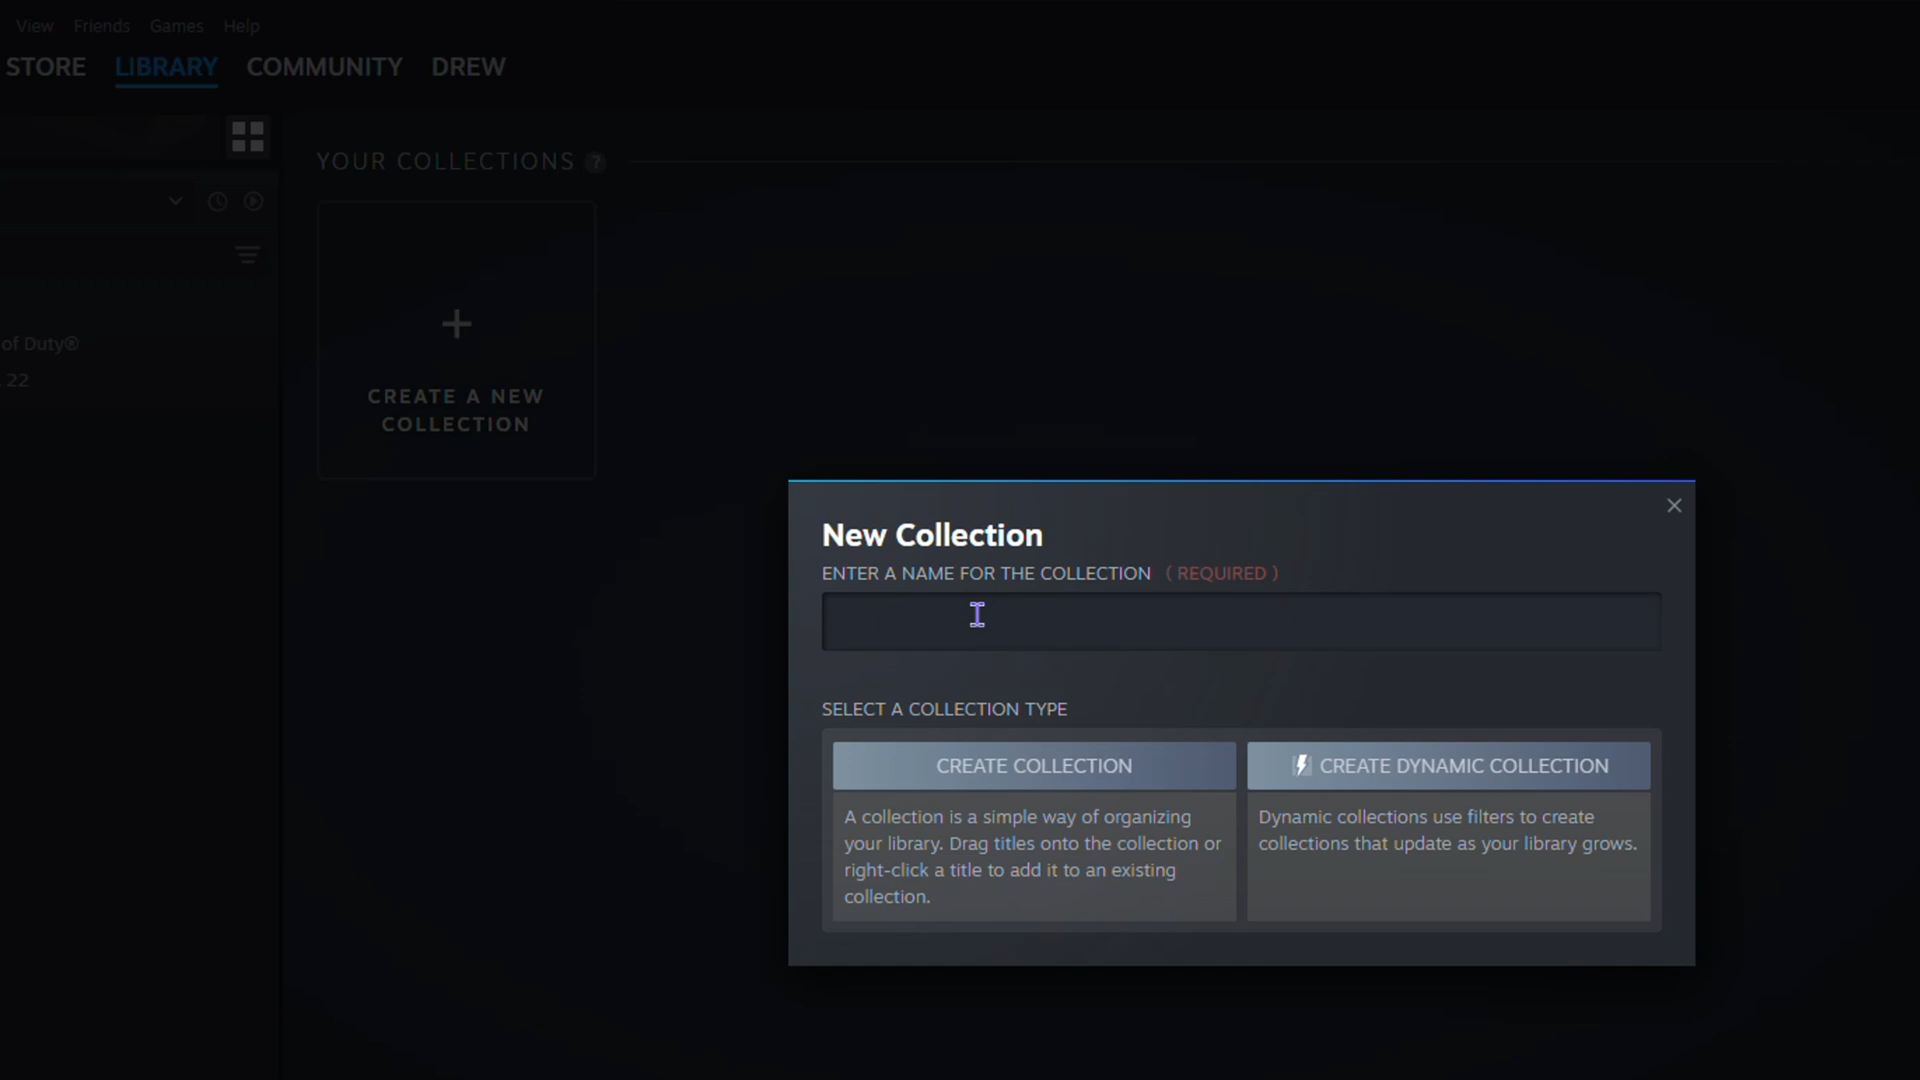 View Friends Games Help
STORE LIBRARY COMMUNITY DREW
YOUR COLLECTIONS ?
of Duty®
22
+
CREATE A NEW
COLLECTION
New Collection
ENTER A NAME FOR THE COLLECTION ( REQUIRED )
SELECT A COLLECTION TYPE
CREATE COLLECTION
A collection is a simple way of organizing
your library. Drag titles onto the collection or
right-click a title to add it to an existing
collection.
CREATE DYNAMIC COLLECTION
Dynamic collections use filters to create
collections that update as your library grows.